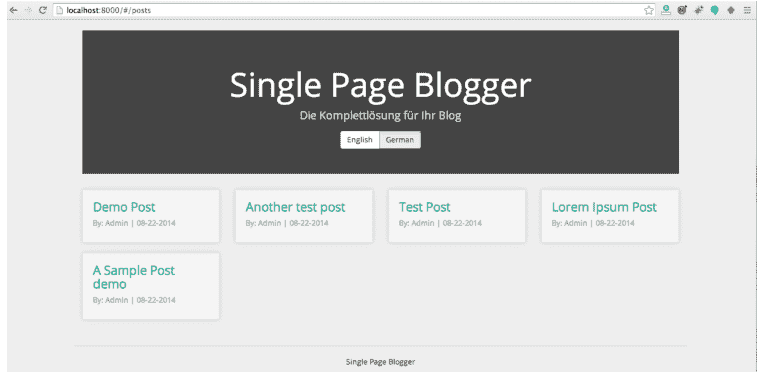 localhost:8000/#/posts
Single Page Blogger
Die Komplettlösung für Ihr Blog
English German
Demo Post
By: Admin | 08-22-2014
Another test post
By: Admin | 08-22-2014
Test Post
By: Admin | 08-22-2014
Lorem Ipsum Post
By: Admin | 08-22-2014
A Sample Post
demo
By: Admin | 08-22-2014
Single Page Blogger